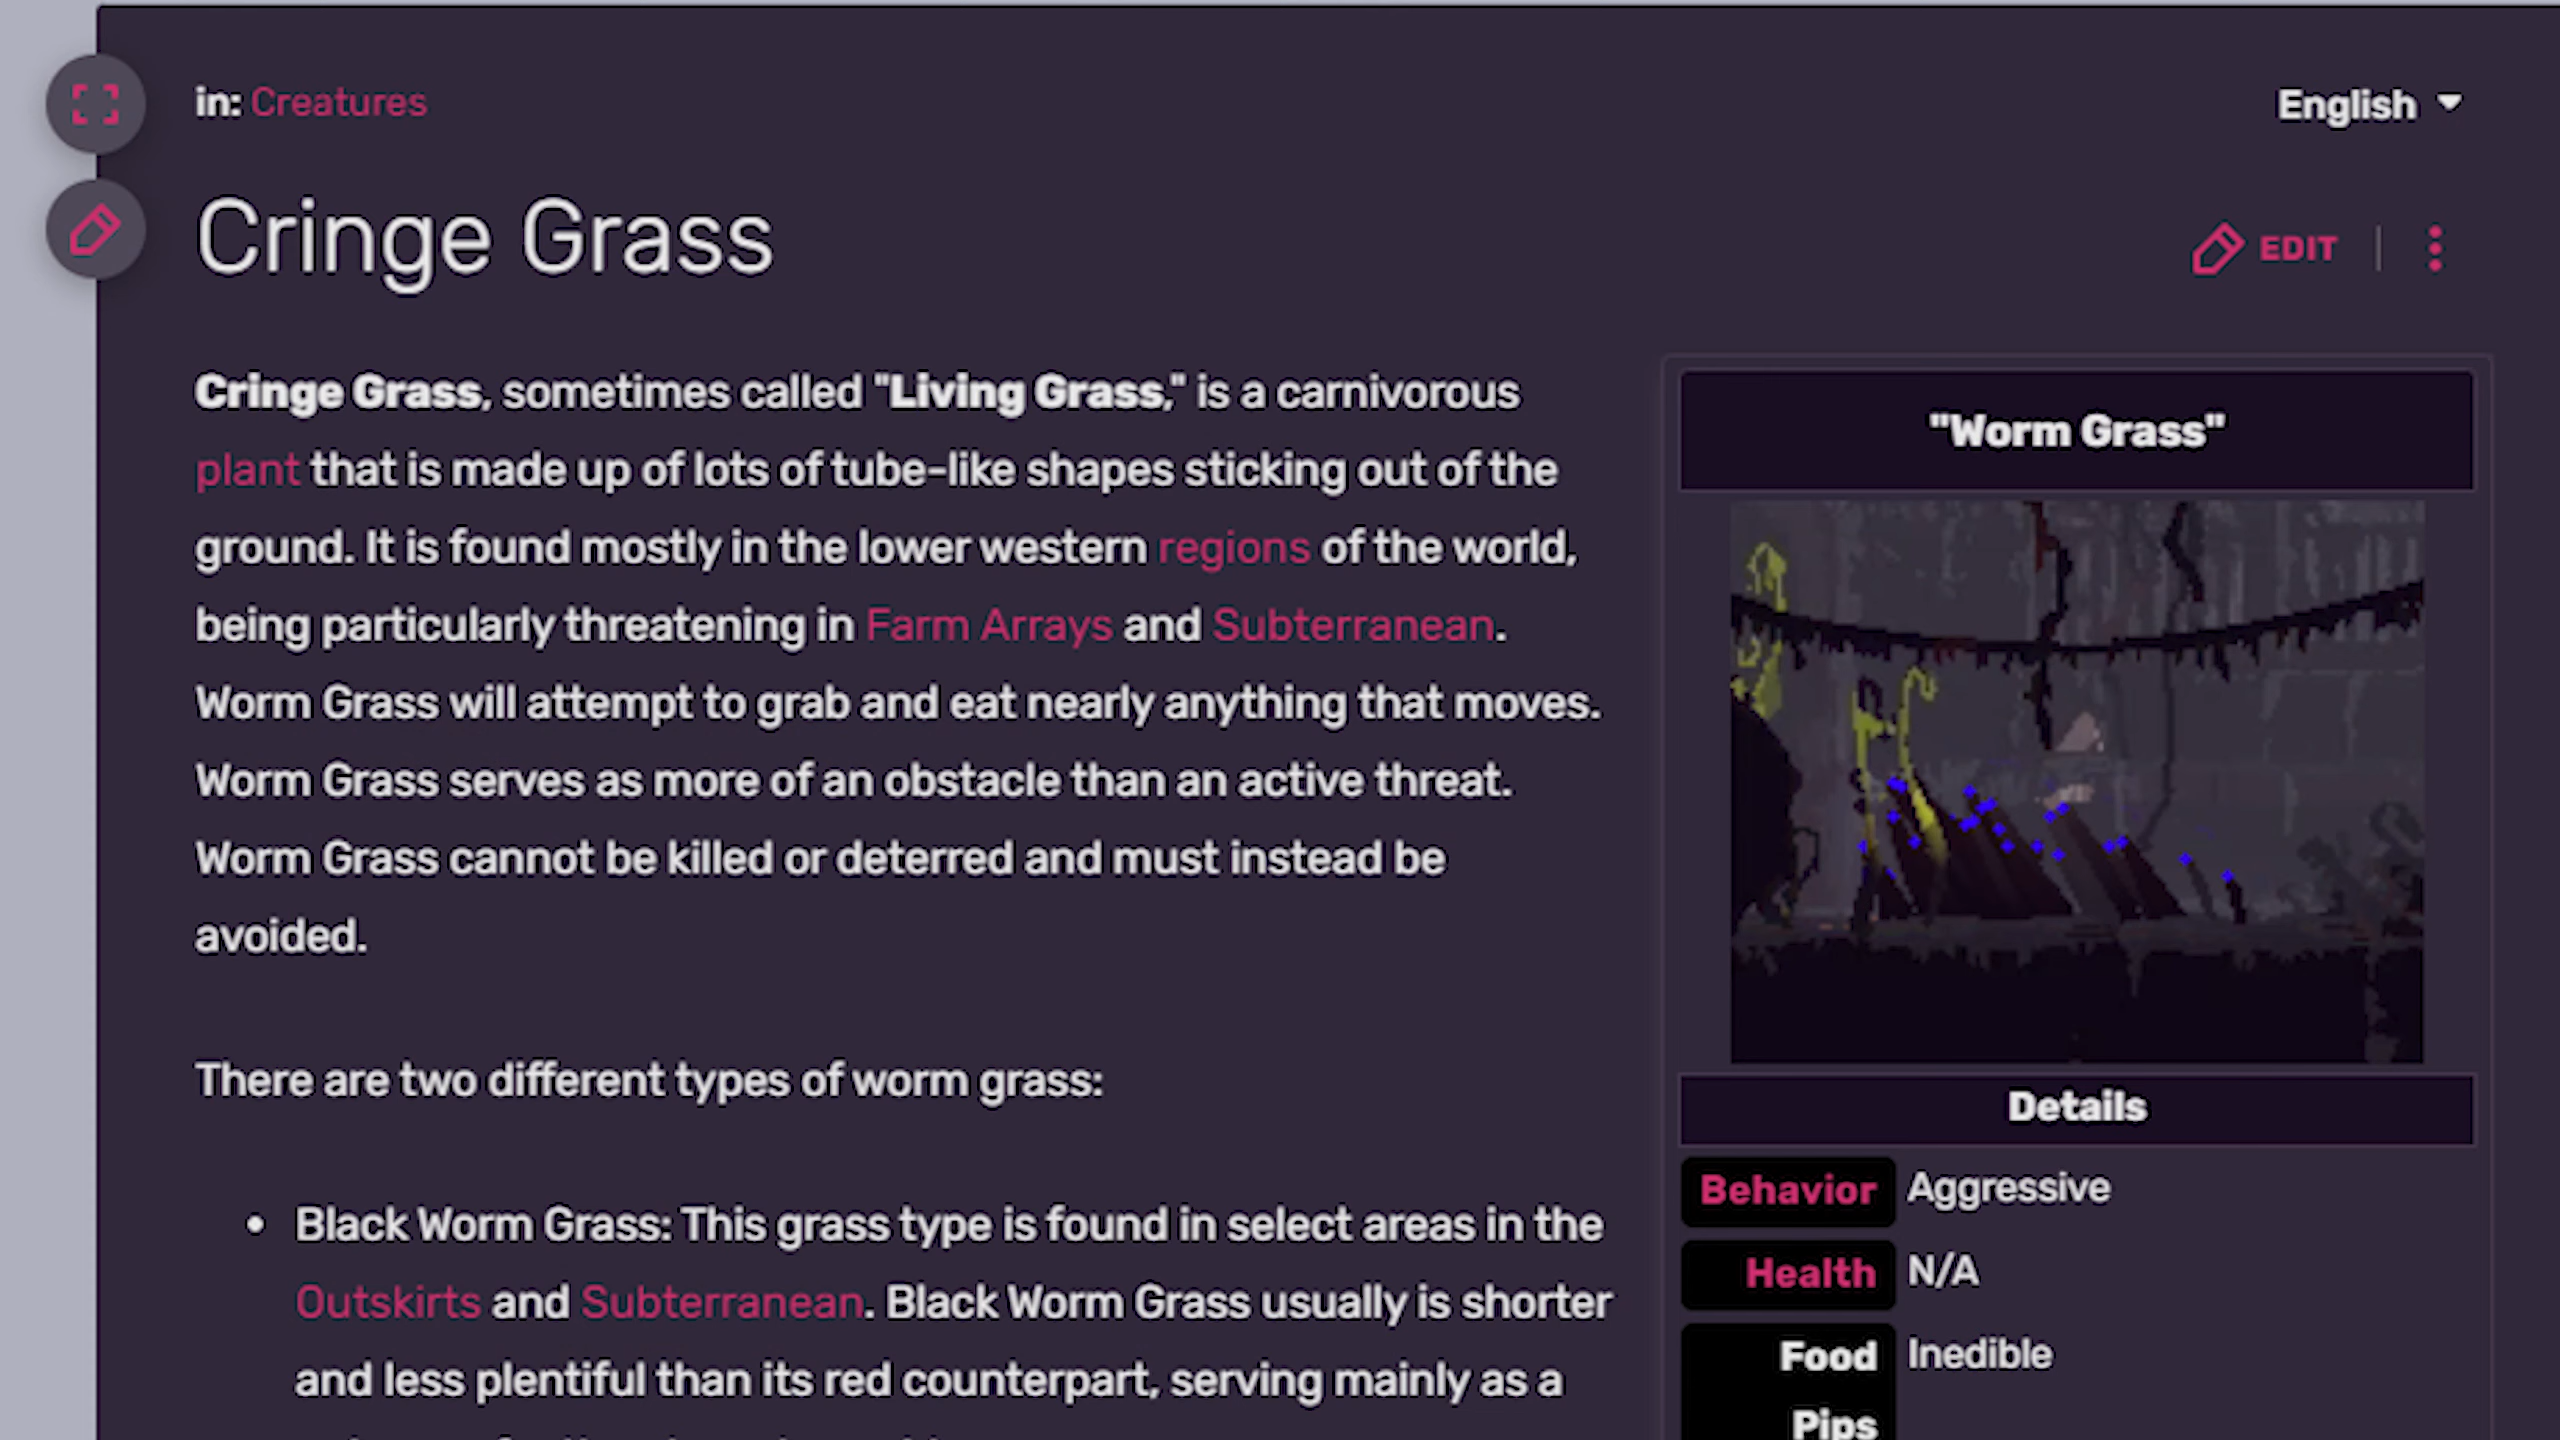 in: Creatures
English
Cringe Grass
EDIT
Cringe Grass, sometimes called "Living Grass," is a carnivorous
plant that is made up of lots of tube-like shapes sticking out of the
ground. It is found mostly in the lower western regions of the world,
being particularly threatening in Farm Arrays and Subterranean.
Worm Grass will attempt to grab and eat nearly anything that moves.
Worm Grass serves as more of an obstacle than an active threat.
Worm Grass cannot be killed or deterred and must instead be
avoided.
There are two different types of worm grass:
• Black Worm Grass: This grass type is found in select areas in the
Outskirts and Subterranean. Black Worm Grass usually is shorter
and less plentiful than its red counterpart, serving mainly as a
"Worm Grass"
Details
Behavior Aggressive
Health N/A
Food Inedible
Pips